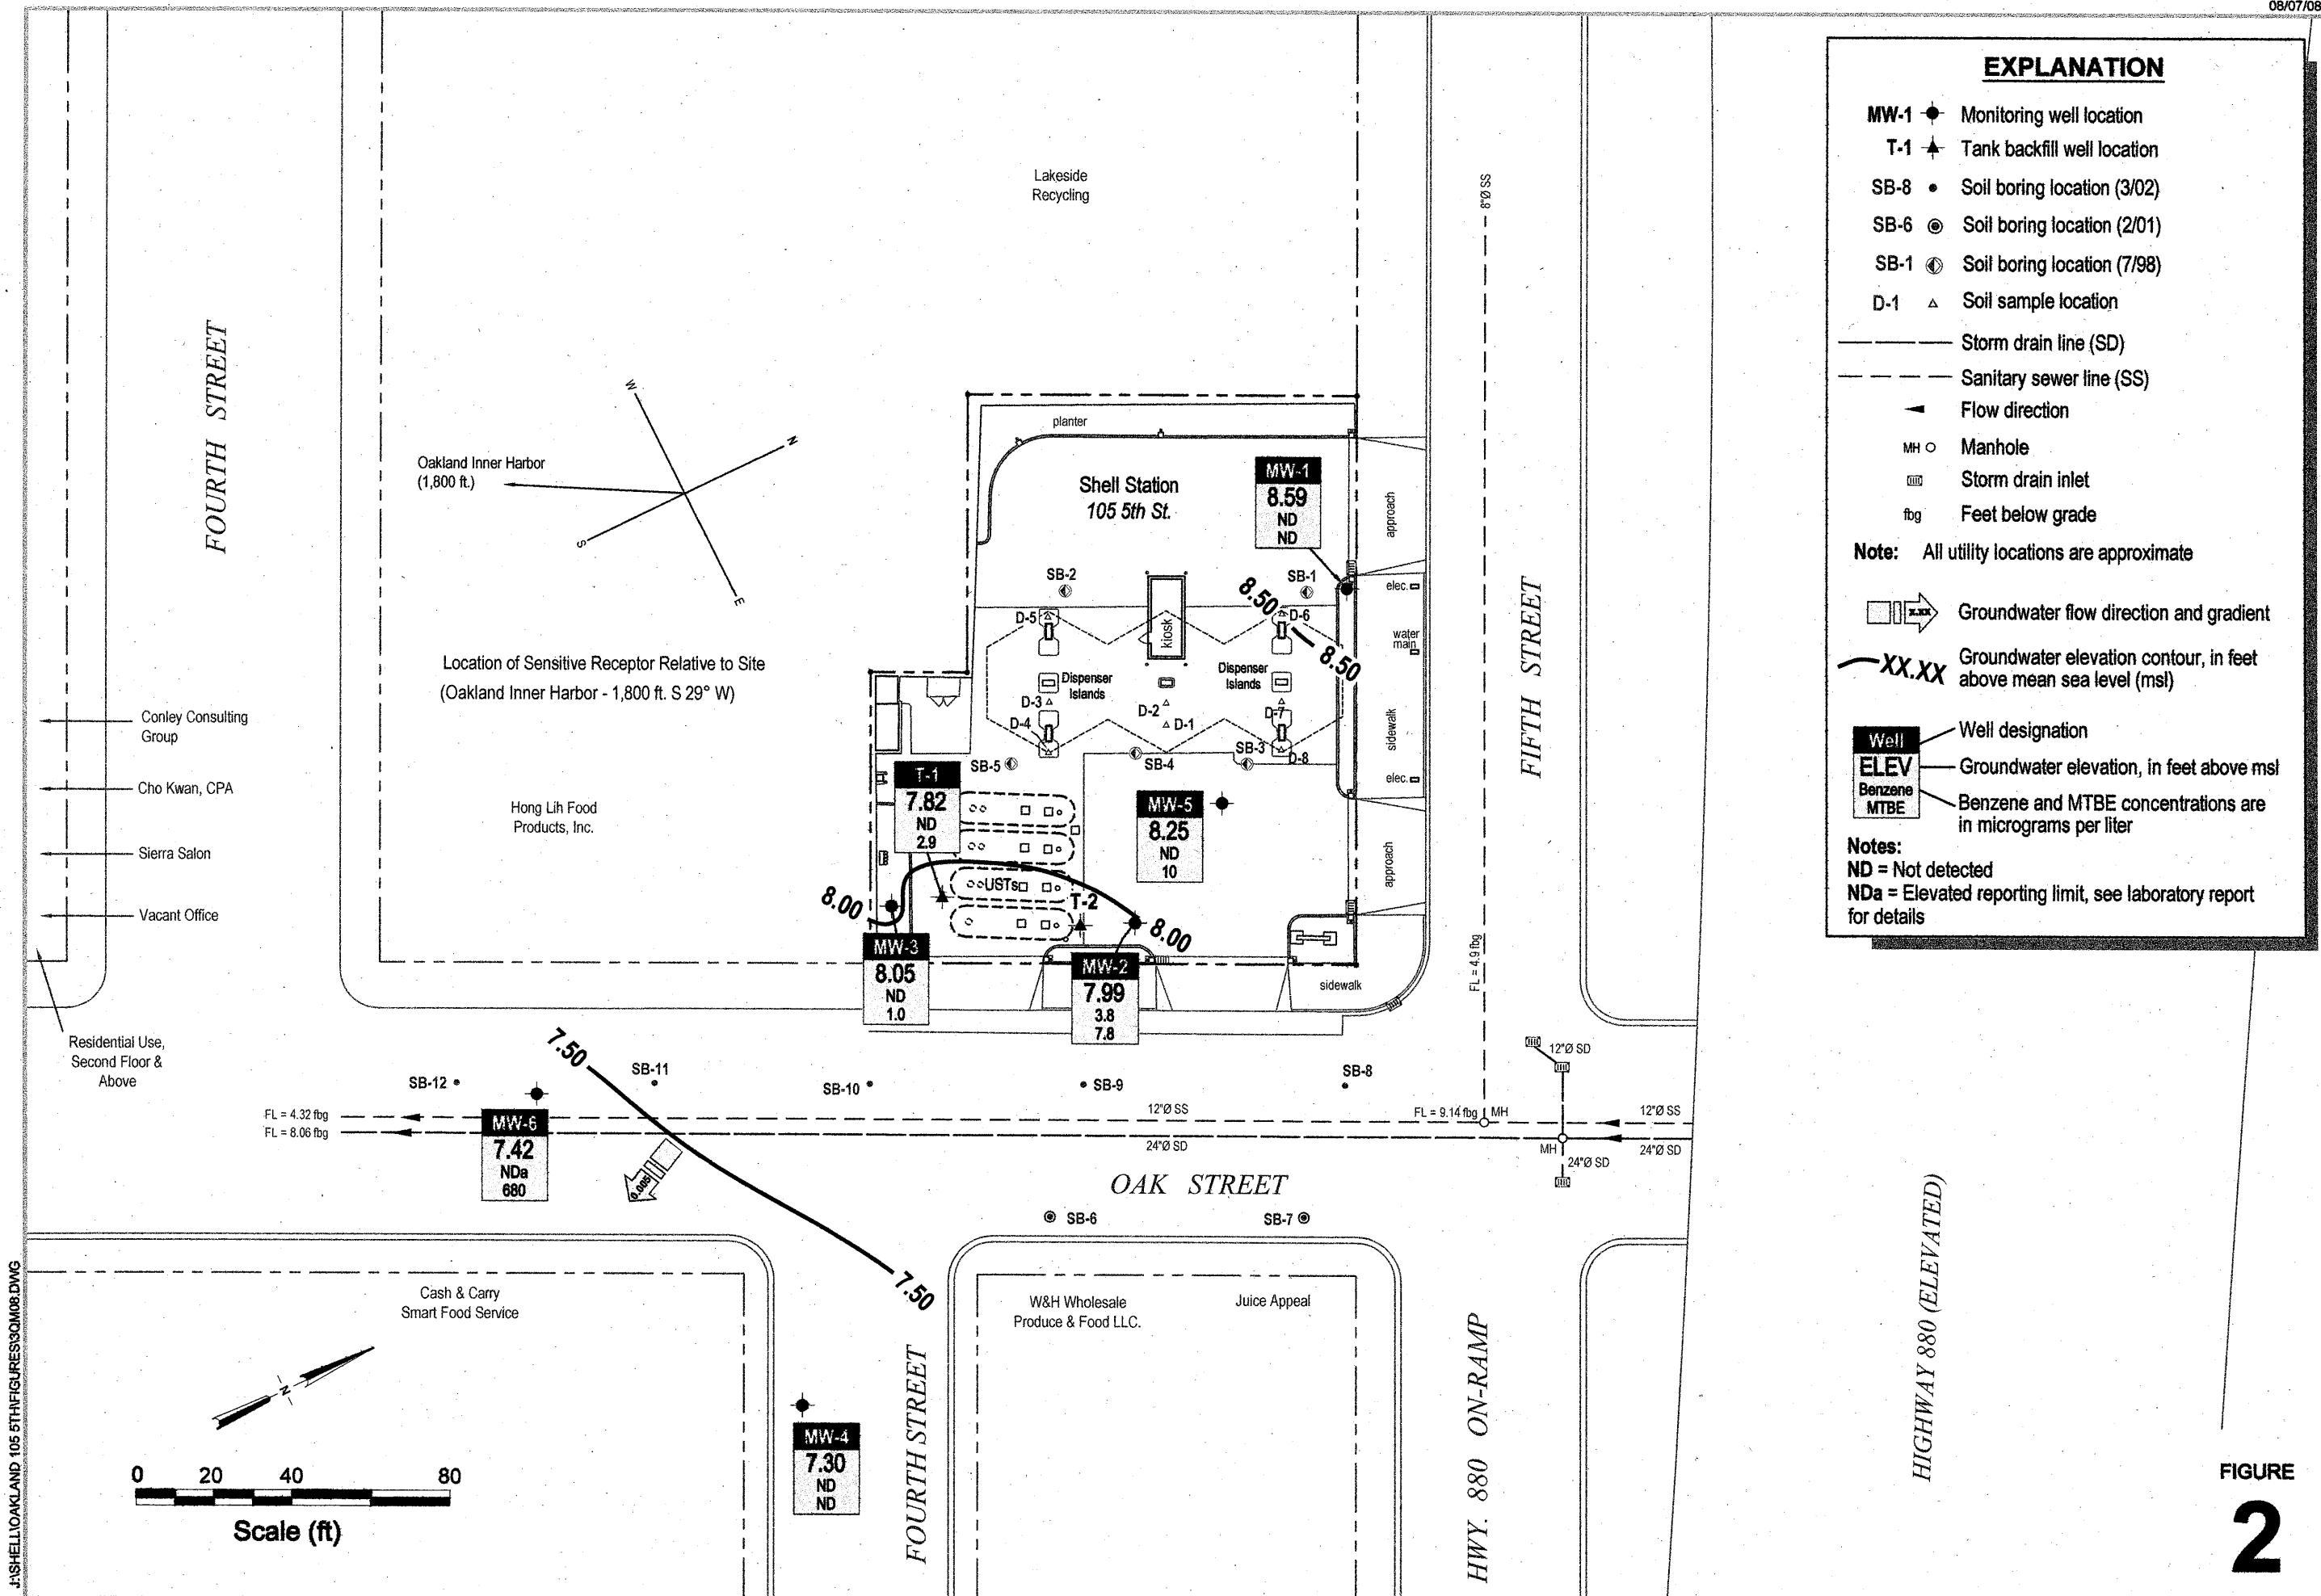 08/07/08
EXPLANATION
MW-1 Monitoring well location
T-1 Tank backfill well location
SB-8 Soil boring location (3/02)
SB-6 Soil boring location (2/01)
SB-1 Soil boring location (7/98)
D-1 Soil sample location
Storm drain line (SD)
Sanitary sewer line (SS)
Flow direction
MH Manhole
Storm drain inlet
fbg Feet below grade
Note: All utility locations are approximate
x.xx Groundwater flow direction and gradient
XX.XX Groundwater elevation contour, in feet
above mean sea level (msl)
Well Well designation
ELEV Groundwater elevation, in feet above msl
Benzene
MTBE
Benzene and MTBE concentrations are
in micrograms per liter
Notes:
ND = Not detected
NDa = Elevated reporting limit, see laboratory report
for details
Lakeside
Recycling
8"Ø SS
FOURTH STREET
W
N
S
E
Oakland Inner Harbor
(1,800 ft.)
Location of Sensitive Receptor Relative to Site
(Oakland Inner Harbor - 1,800 ft. S 29° W)
planter
Shell Station
105 5th St.
MW-1
8.59
ND
ND
approach
SB-2
SB-1
elec.
8.50
D-5
D-6
kiosk
water
main
8.50
FIFTH STREET
Dispenser
Islands
Dispenser
Islands
D-3
D-2
D-7
D-4
D-1
sidewalk
SB-5
SB-4
SB-3
D-8
elec.
Conley Consulting
Group
Cho Kwan, CPA
Sierra Salon
Vacant Office
Hong Lih Food
Products, Inc.
T-1
7.82
ND
2.9
MW-5
8.25
ND
10
approach
USTs
T-2
8.00
8.00
MW-3
8.05
ND
1.0
MW-2
7.99
3.8
7.8
sidewalk
FL = 4.9 fbg
Residential Use,
Second Floor &
Above
7.50
SB-12
SB-11
SB-10
SB-9
SB-8
12"Ø SD
FL = 4.32 fbg
12"Ø SS
FL = 9.14 fbg
MH
12"Ø SS
FL = 8.06 fbg
24"Ø SD
MH
24"Ø SD
24"Ø SD
MW-6
7.42
NDa
680
0.005
OAK STREET
SB-6
SB-7
7.50
Cash & Carry
Smart Food Service
W&H Wholesale
Produce & Food LLC.
Juice Appeal
HWY. 880 ON-RAMP
HIGHWAY 880 (ELEVATED)
FOURTH STREET
MW-4
7.30
ND
ND
N
0 20 40 80
Scale (ft)
J:\SHELL\OAKLAND 105 5TH\FIGURES\3QM08.DWG
FIGURE
2